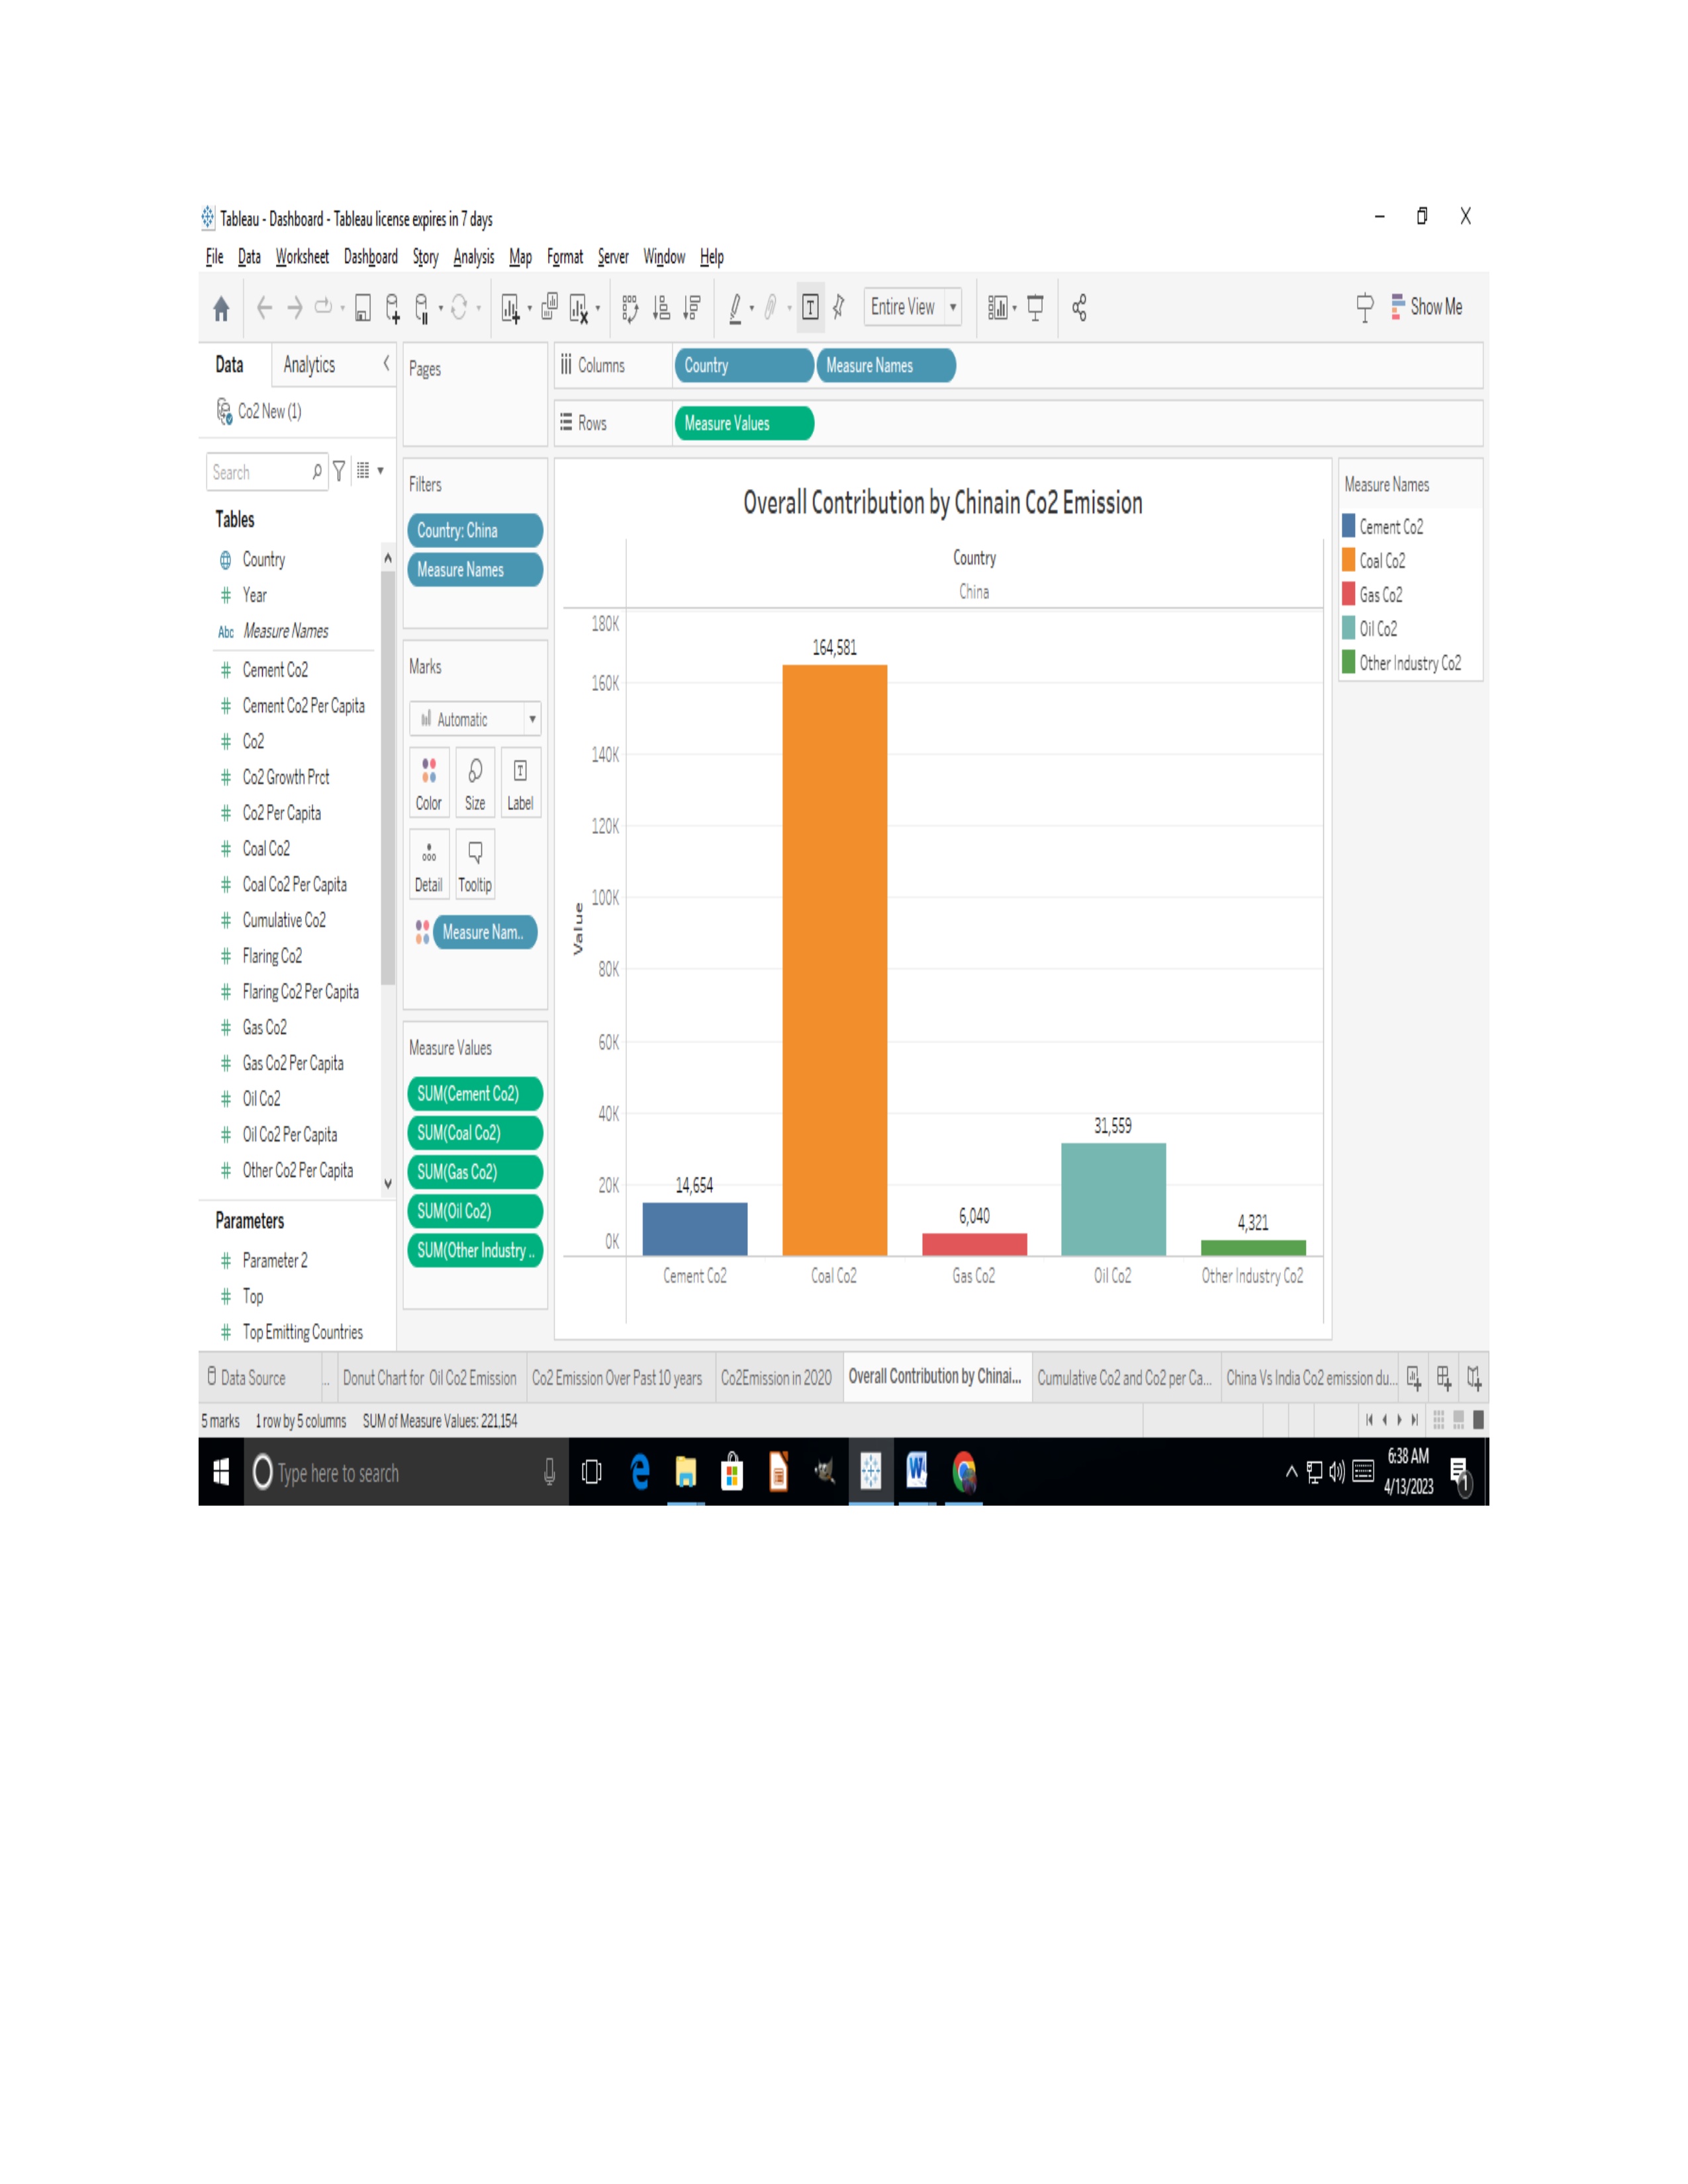 Tableau - Dashboard - Tableau license expires in 7 days
File Data Worksheet Dashboard Story Analysis Map Format Server Window Help
Entire View
Show Me
Data Analytics
Co2 New (1)
Search
Tables
Country
Year
Abc Measure Names
Cement Co2
Cement Co2 Per Capita
Co2
Co2 Growth Prct
Co2 Per Capita
Coal Co2
Coal Co2 Per Capita
Cumulative Co2
Flaring Co2
Flaring Co2 Per Capita
Gas Co2
Gas Co2 Per Capita
Oil Co2
Oil Co2 Per Capita
Other Co2 Per Capita
Parameters
Parameter 2
Top
Top Emitting Countries
Pages
Filters
Country: China
Measure Names
Marks
Automatic
Color Size Label
Detail Tooltip
Measure Nam..
Measure Values
SUM(Cement Co2)
SUM(Coal Co2)
SUM(Gas Co2)
SUM(Oil Co2)
SUM(Other Industry ..
Columns Country Measure Names
Rows Measure Values
Overall Contribution by Chinain Co2 Emission
Country
China
Value
180K
160K
140K
120K
100K
80K
60K
40K
20K
0K
14,654
164,581
6,040
31,559
4,321
Cement Co2 Coal Co2 Gas Co2 Oil Co2 Other Industry Co2
Measure Names
Cement Co2
Coal Co2
Gas Co2
Oil Co2
Other Industry Co2
Data Source ... Donut Chart for Oil Co2 Emission Co2 Emission Over Past 10 years Co2Emission in 2020 Overall Contribution by Chinai... Cumulative Co2 and Co2 per Ca... China Vs India Co2 emission du...
5 marks 1 row by 5 columns SUM of Measure Values: 221,154
Type here to search
6:38 AM
4/13/2023
1